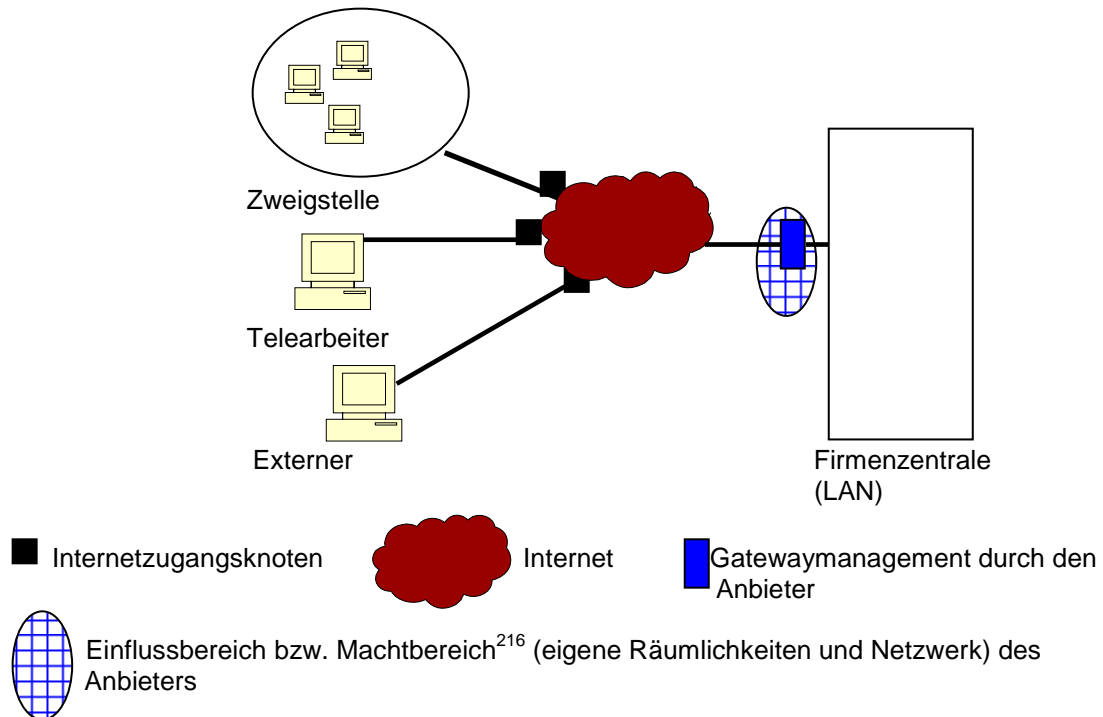 Zweigstelle
Telearbeiter
Externer
Firmenzentrale
(LAN)
Internetzugangsknoten
Internet
Gatewaymanagement durch den
Anbieter
Einflussbereich bzw. Machtbereich216 (eigene Räumlichkeiten und Netzwerk) des
Anbieters